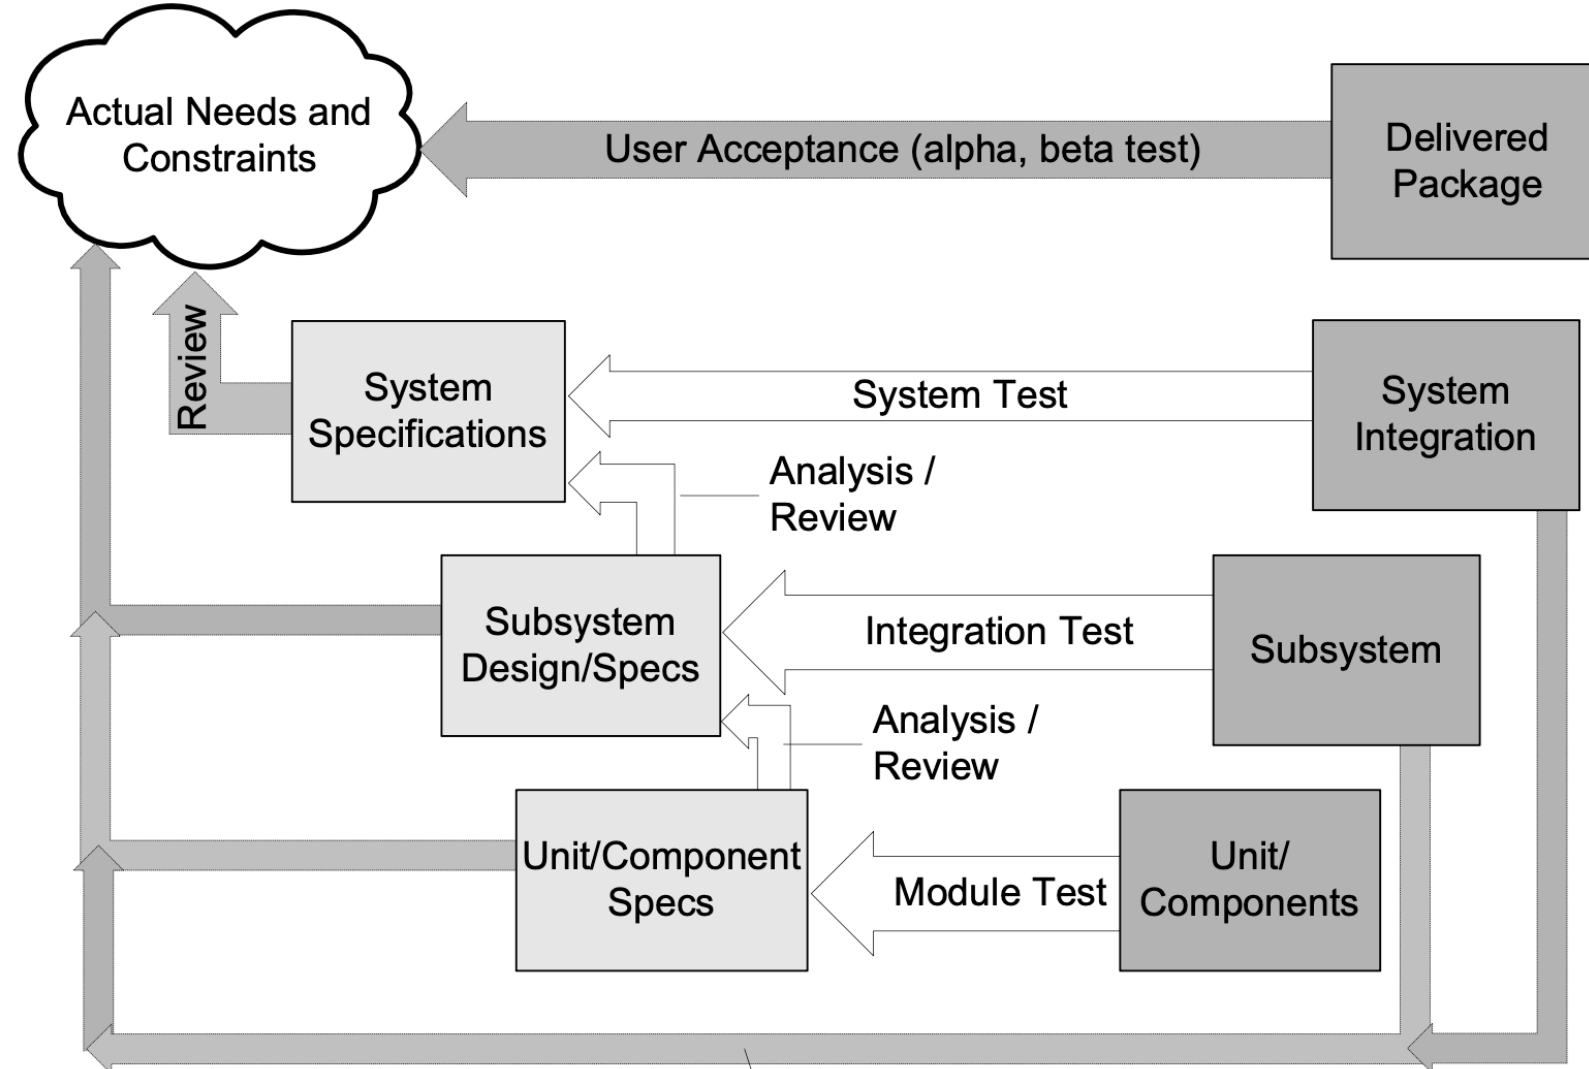 Actual Needs and
Constraints
User Acceptance (alpha, beta test)
Delivered
Package
Review
System
Specifications
System Test
System
Integration
Analysis /
Review
Subsystem
Design/Specs
Integration Test
Subsystem
Analysis /
Review
Unit/Component
Specs
Module Test
Unit/
Components